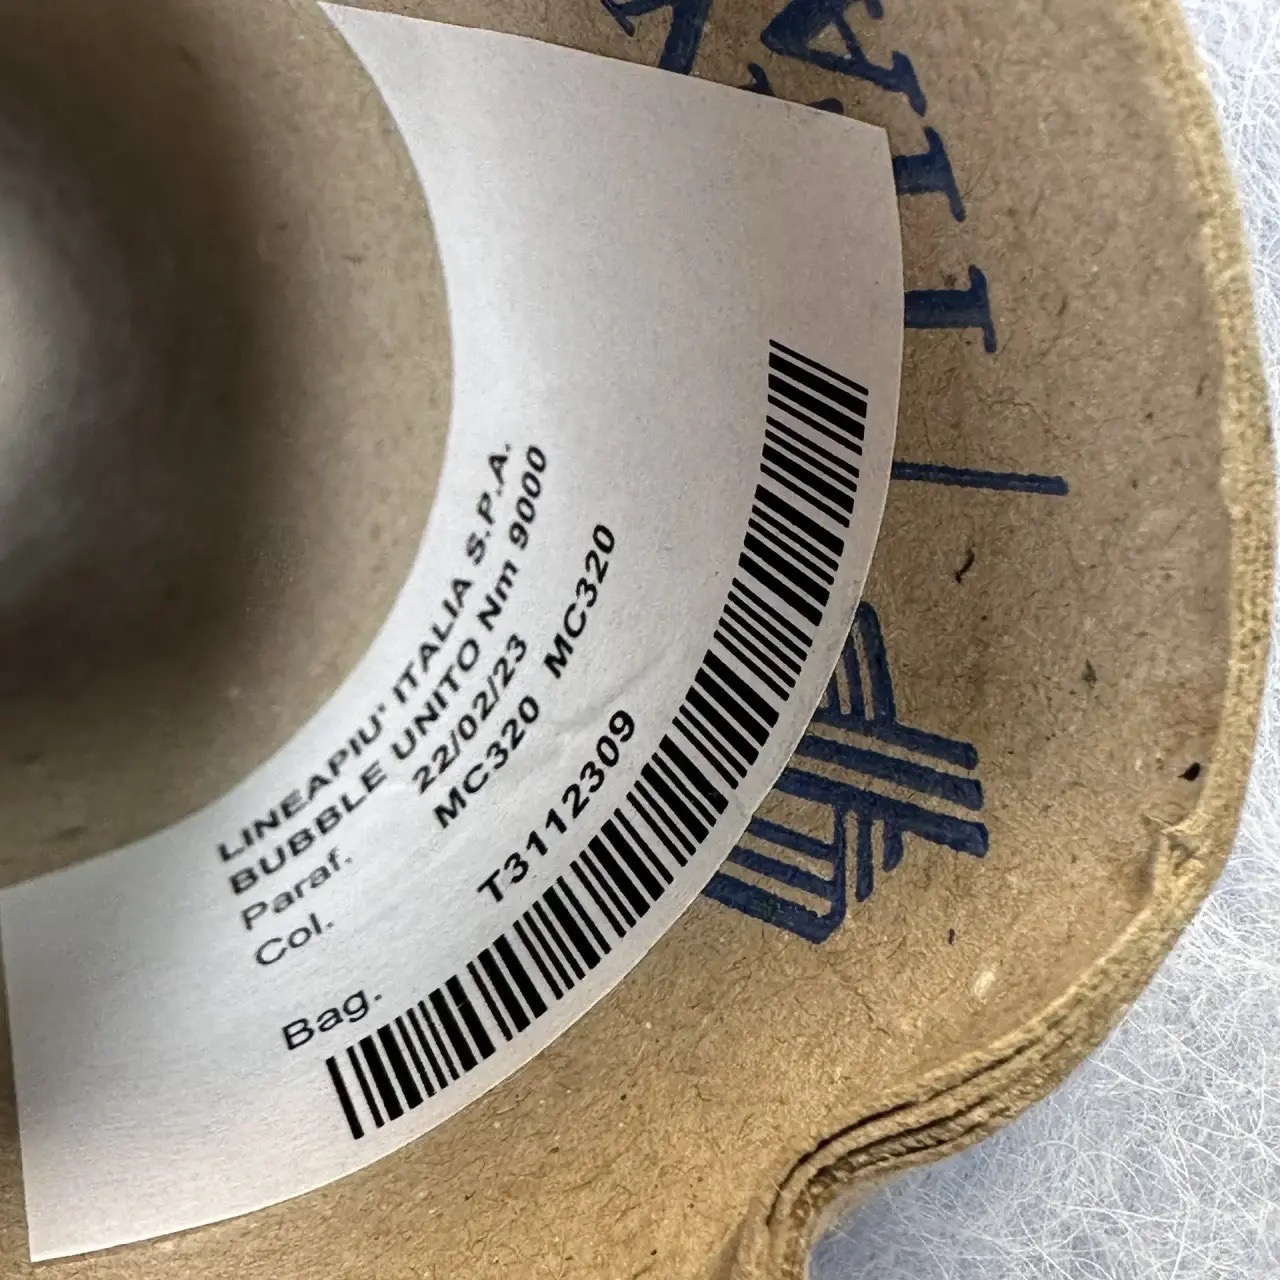 LINEAPIU' ITALIA S.P.A.
BUBBLE UNITO Nm 9000
Paraf. 22/02/23
Col. MC320 MC320
Bag. T3112309